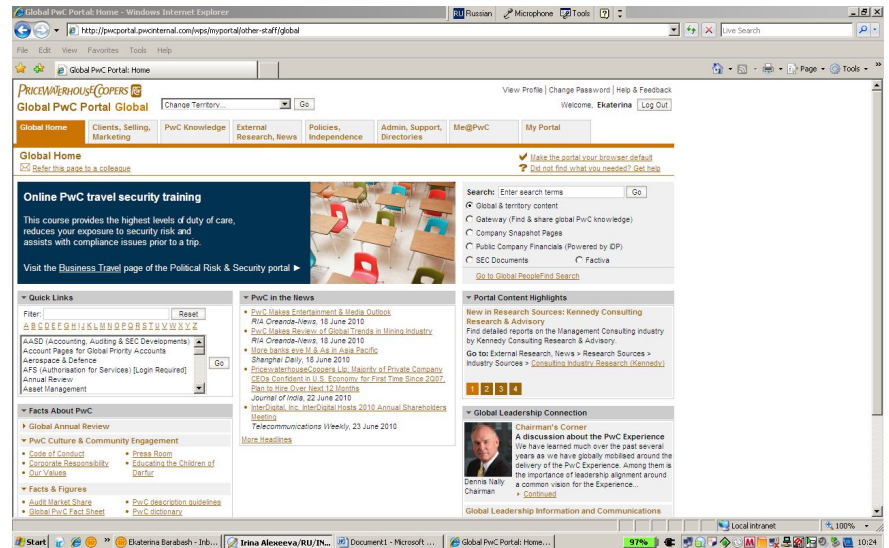 Global PwC Portal: Home - Windows Internet Explorer
RU Russian Microphone Tools
http://pwcportal.pwcinternal.com/wps/myportal/other-staff/global
Live Search
File Edit View Favorites Tools Help
Global PwC Portal: Home
Page Tools
PRICEWATERHOUSECOOPERS
View Profile | Change Password | Help & Feedback
Global PwC Portal Global
Change Territory...
Go
Welcome, Ekaterina
Log Out
Global Home
Clients, Selling, Marketing
PwC Knowledge
External Research, News
Policies, Independence
Admin, Support, Directories
Me@PwC
My Portal
Global Home
Refer this page to a colleague
Make the portal your browser default
Did not find what you needed? Get help
Online PwC travel security training
This course provides the highest levels of duty of care,
reduces your exposure to security risk and
assists with compliance issues prior to a trip.
Visit the Business Travel page of the Political Risk & Security portal ►
Search: Enter search terms Go
Global & territory content
Gateway (Find & share global PwC knowledge)
Company Snapshot Pages
Public Company Financials (Powered by iDP)
SEC Documents Factiva
Go to Global PeopleFind Search
Quick Links
Filter: Reset
A B C D E F G H I J K L M N O P Q R S T U V W X Y Z
AASD (Accounting, Auditing & SEC Developments)
Account Pages for Global Priority Accounts
Aerospace & Defence
AFS (Authorisation for Services) [Login Required]
Annual Review
Asset Management
Go
Facts About PwC
Global Annual Review
PwC Culture & Community Engagement
• Code of Conduct
• Corporate Responsibility
• Our Values
• Press Room
• Educating the Children of
Darfur
Facts & Figures
• Audit Market Share
• Global PwC Fact Sheet
• PwC description guidelines
• PwC dictionary
PwC in the News
• PwC Makes Entertainment & Media Outlook
RIA Oreanda-News, 18 June 2010
• PwC Makes Review of Global Trends in Mining Industry
RIA Oreanda-News, 18 June 2010
• More banks eye M & As in Asia Pacific
Shanghai Daily, 18 June 2010
• PricewaterhouseCoopers Llp; Majority of Private Company
CEOs Confident in U.S. Economy for First Time Since 2Q07,
Plan to Hire Over Next 12 Months
Journal of India, 22 June 2010
• InterDigital, Inc. InterDigital Hosts 2010 Annual Shareholders
Meeting
Telecommunications Weekly, 23 June 2010
More Headlines
Portal Content Highlights
New in Research Sources: Kennedy Consulting
Research & Advisory
Find detailed reports on the Management Consulting industry
by Kennedy Consulting Research & Advisory.
Go to: External Research, News > Research Sources >
Industry Sources > Consulting Industry Research (Kennedy)
1 2 3 4
Global Leadership Connection
Dennis Nally
Chairman
Chairman's Corner
A discussion about the PwC Experience
We have learned much over the past several
years as we have globally mobilised around the
delivery of the PwC Experience. Among them is
the importance of leadership alignment around
a common vision for the Experience...
Continued
Global Leadership Information and Communications
Local intranet 100%
Start
Ekaterina Barabash - Inb...
Irina Alexeeva/RU/IN...
Document1 - Microsoft ...
Global PwC Portal: Home...
97%
10:24